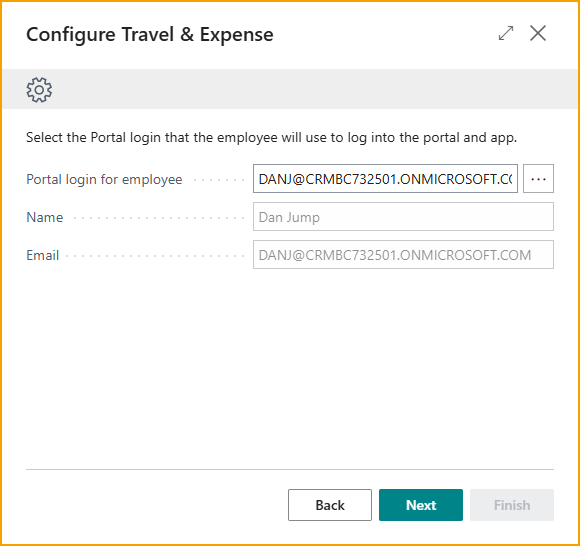 Configure Travel & Expense
Select the Portal login that the employee will use to log into the portal and app.
Portal login for employee DANJ@CRMBC732501.ONMICROSOFT.CO ...
Name Dan Jump
Email DANJ@CRMBC732501.ONMICROSOFT.COM
Back Next Finish